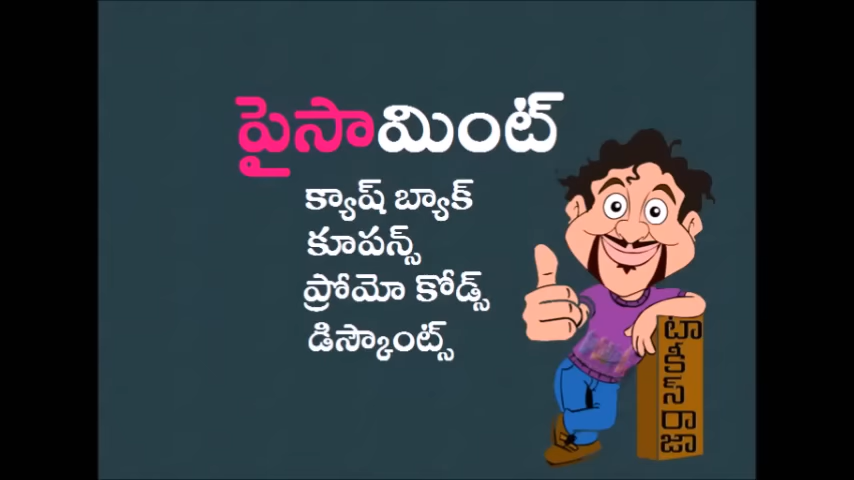 పైసామింట్
క్యాష్ బ్యాక్
కూపన్స్
ప్రోమో కోడ్స్
డిస్కౌంట్స్
టాకీస్ రాజా